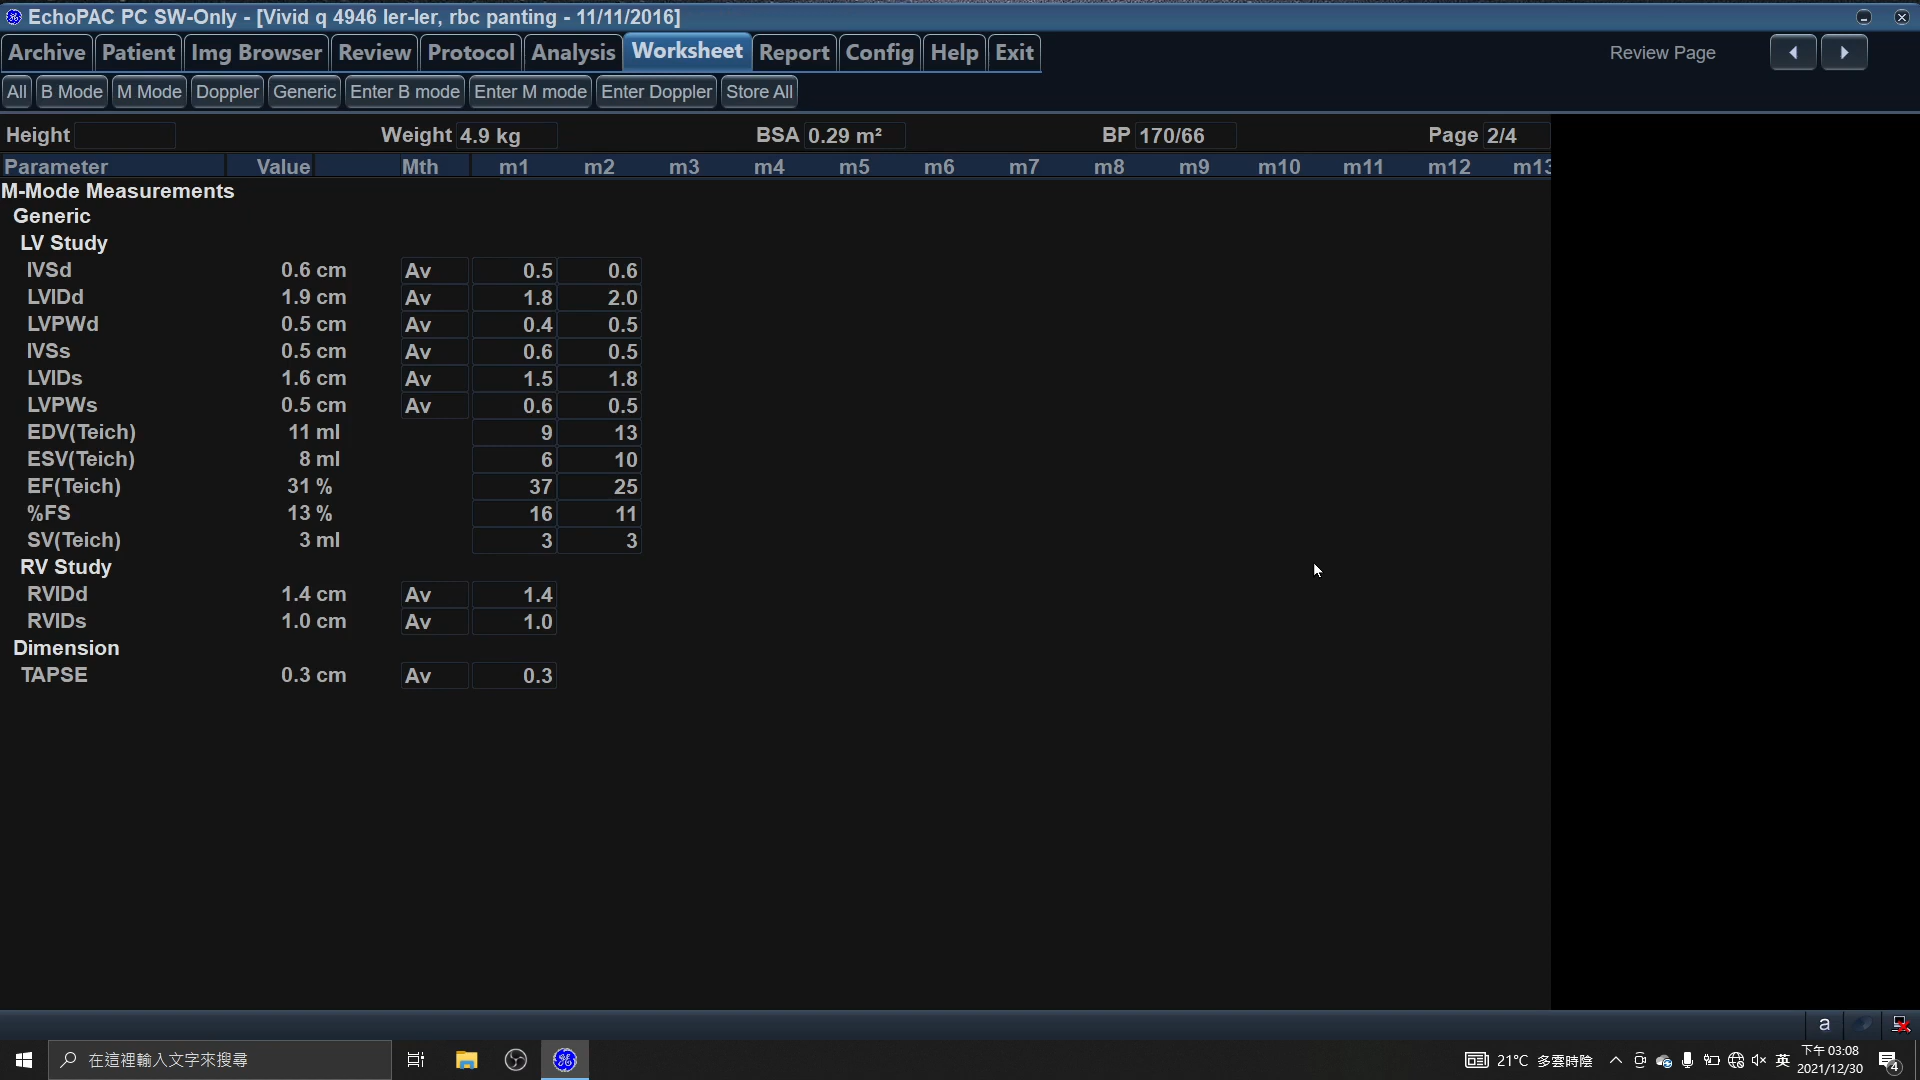 EchoPAC PC SW-Only - [Vivid q 4946 ler-ler, rbc panting - 11/11/2016]
Archive Patient Img Browser Review Protocol Analysis Worksheet Report Config Help Exit Review Page
All B Mode M Mode Doppler Generic Enter B mode Enter M mode Enter Doppler Store All
Height Weight 4.9 kg BSA 0.29 m² BP 170/66 Page 2/4
Parameter Value Mth m1 m2 m3 m4 m5 m6 m7 m8 m9 m10 m11 m12 m13
M-Mode Measurements
Generic
LV Study
IVSd 0.6 cm Av 0.5 0.6
LVIDd 1.9 cm Av 1.8 2.0
LVPWd 0.5 cm Av 0.4 0.5
IVSs 0.5 cm Av 0.6 0.5
LVIDs 1.6 cm Av 1.5 1.8
LVPWs 0.5 cm Av 0.6 0.5
EDV(Teich) 11 ml 9 13
ESV(Teich) 8 ml 6 10
EF(Teich) 31 % 37 25
%FS 13 % 16 11
SV(Teich) 3 ml 3 3
RV Study
RVIDd 1.4 cm Av 1.4
RVIDs 1.0 cm Av 1.0
Dimension
TAPSE 0.3 cm Av 0.3
a
在這裡輸入文字來搜尋
21°C 多雲時陰 英 下午 03:08
2021/12/30 4